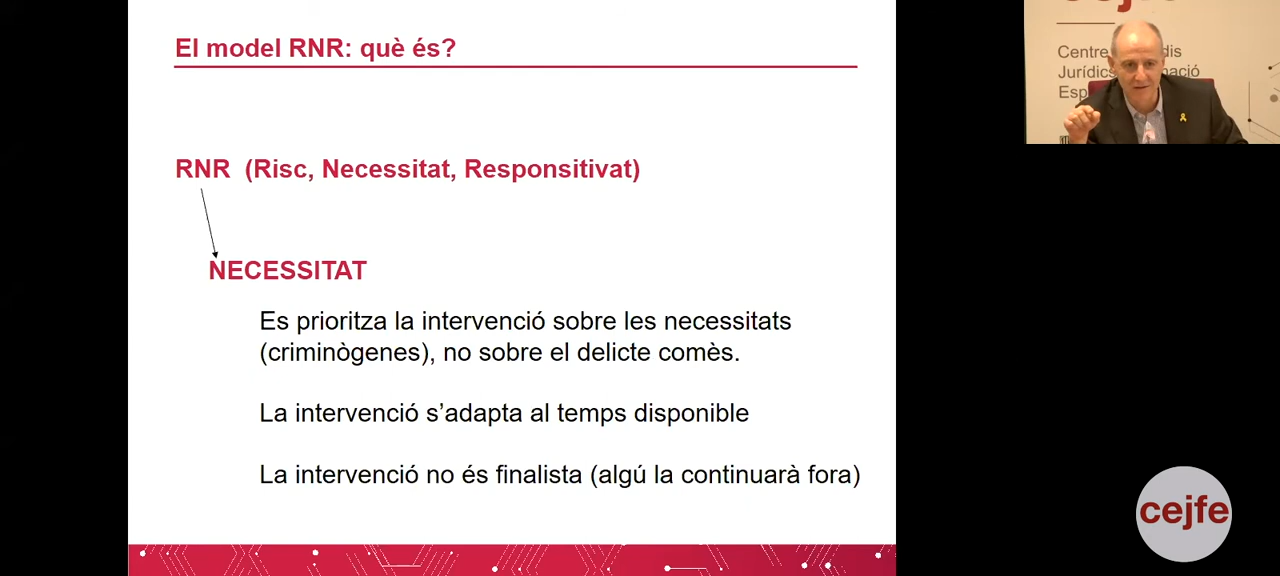 El model RNR: què és?
RNR (Risc, Necessitat, Responsitivat)
NECESSITAT
Es prioritza la intervenció sobre les necessitats
(criminògenes), no sobre el delicte comès.
La intervenció s’adapta al temps disponible
La intervenció no és finalista (algú la continuarà fora)
cejfe
Jurídics
cejfe